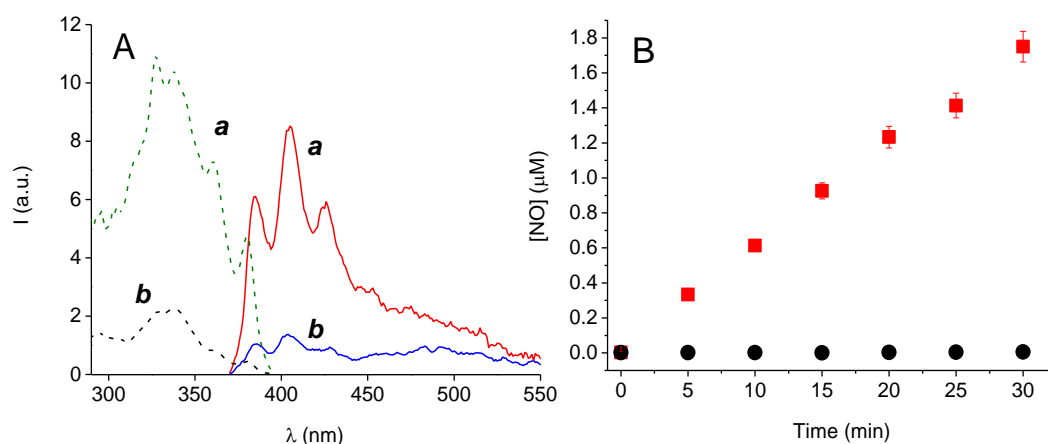 A
a
a
b
b
I (a.u.)
12
10
8
6
4
2
0
300 350 400 450 500 550
λ (nm)
B
[NO] (μM)
1.8
1.6
1.4
1.2
1.0
0.8
0.6
0.4
0.2
0.0
0 5 10 15 20 25 30
Time (min)